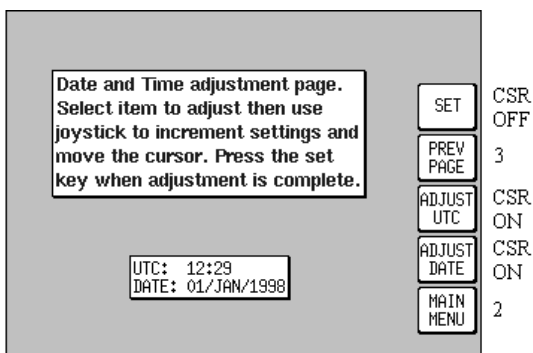 Date and Time adjustment page.
Select item to adjust then use
joystick to increment settings and
move the cursor. Press the set
key when adjustment is complete.
UTC: 12:29
DATE: 01/JAN/1998
SET
CSR
OFF
PREV
PAGE
3
ADJUST
UTC
CSR
ON
ADJUST
DATE
CSR
ON
MAIN
MENU
2